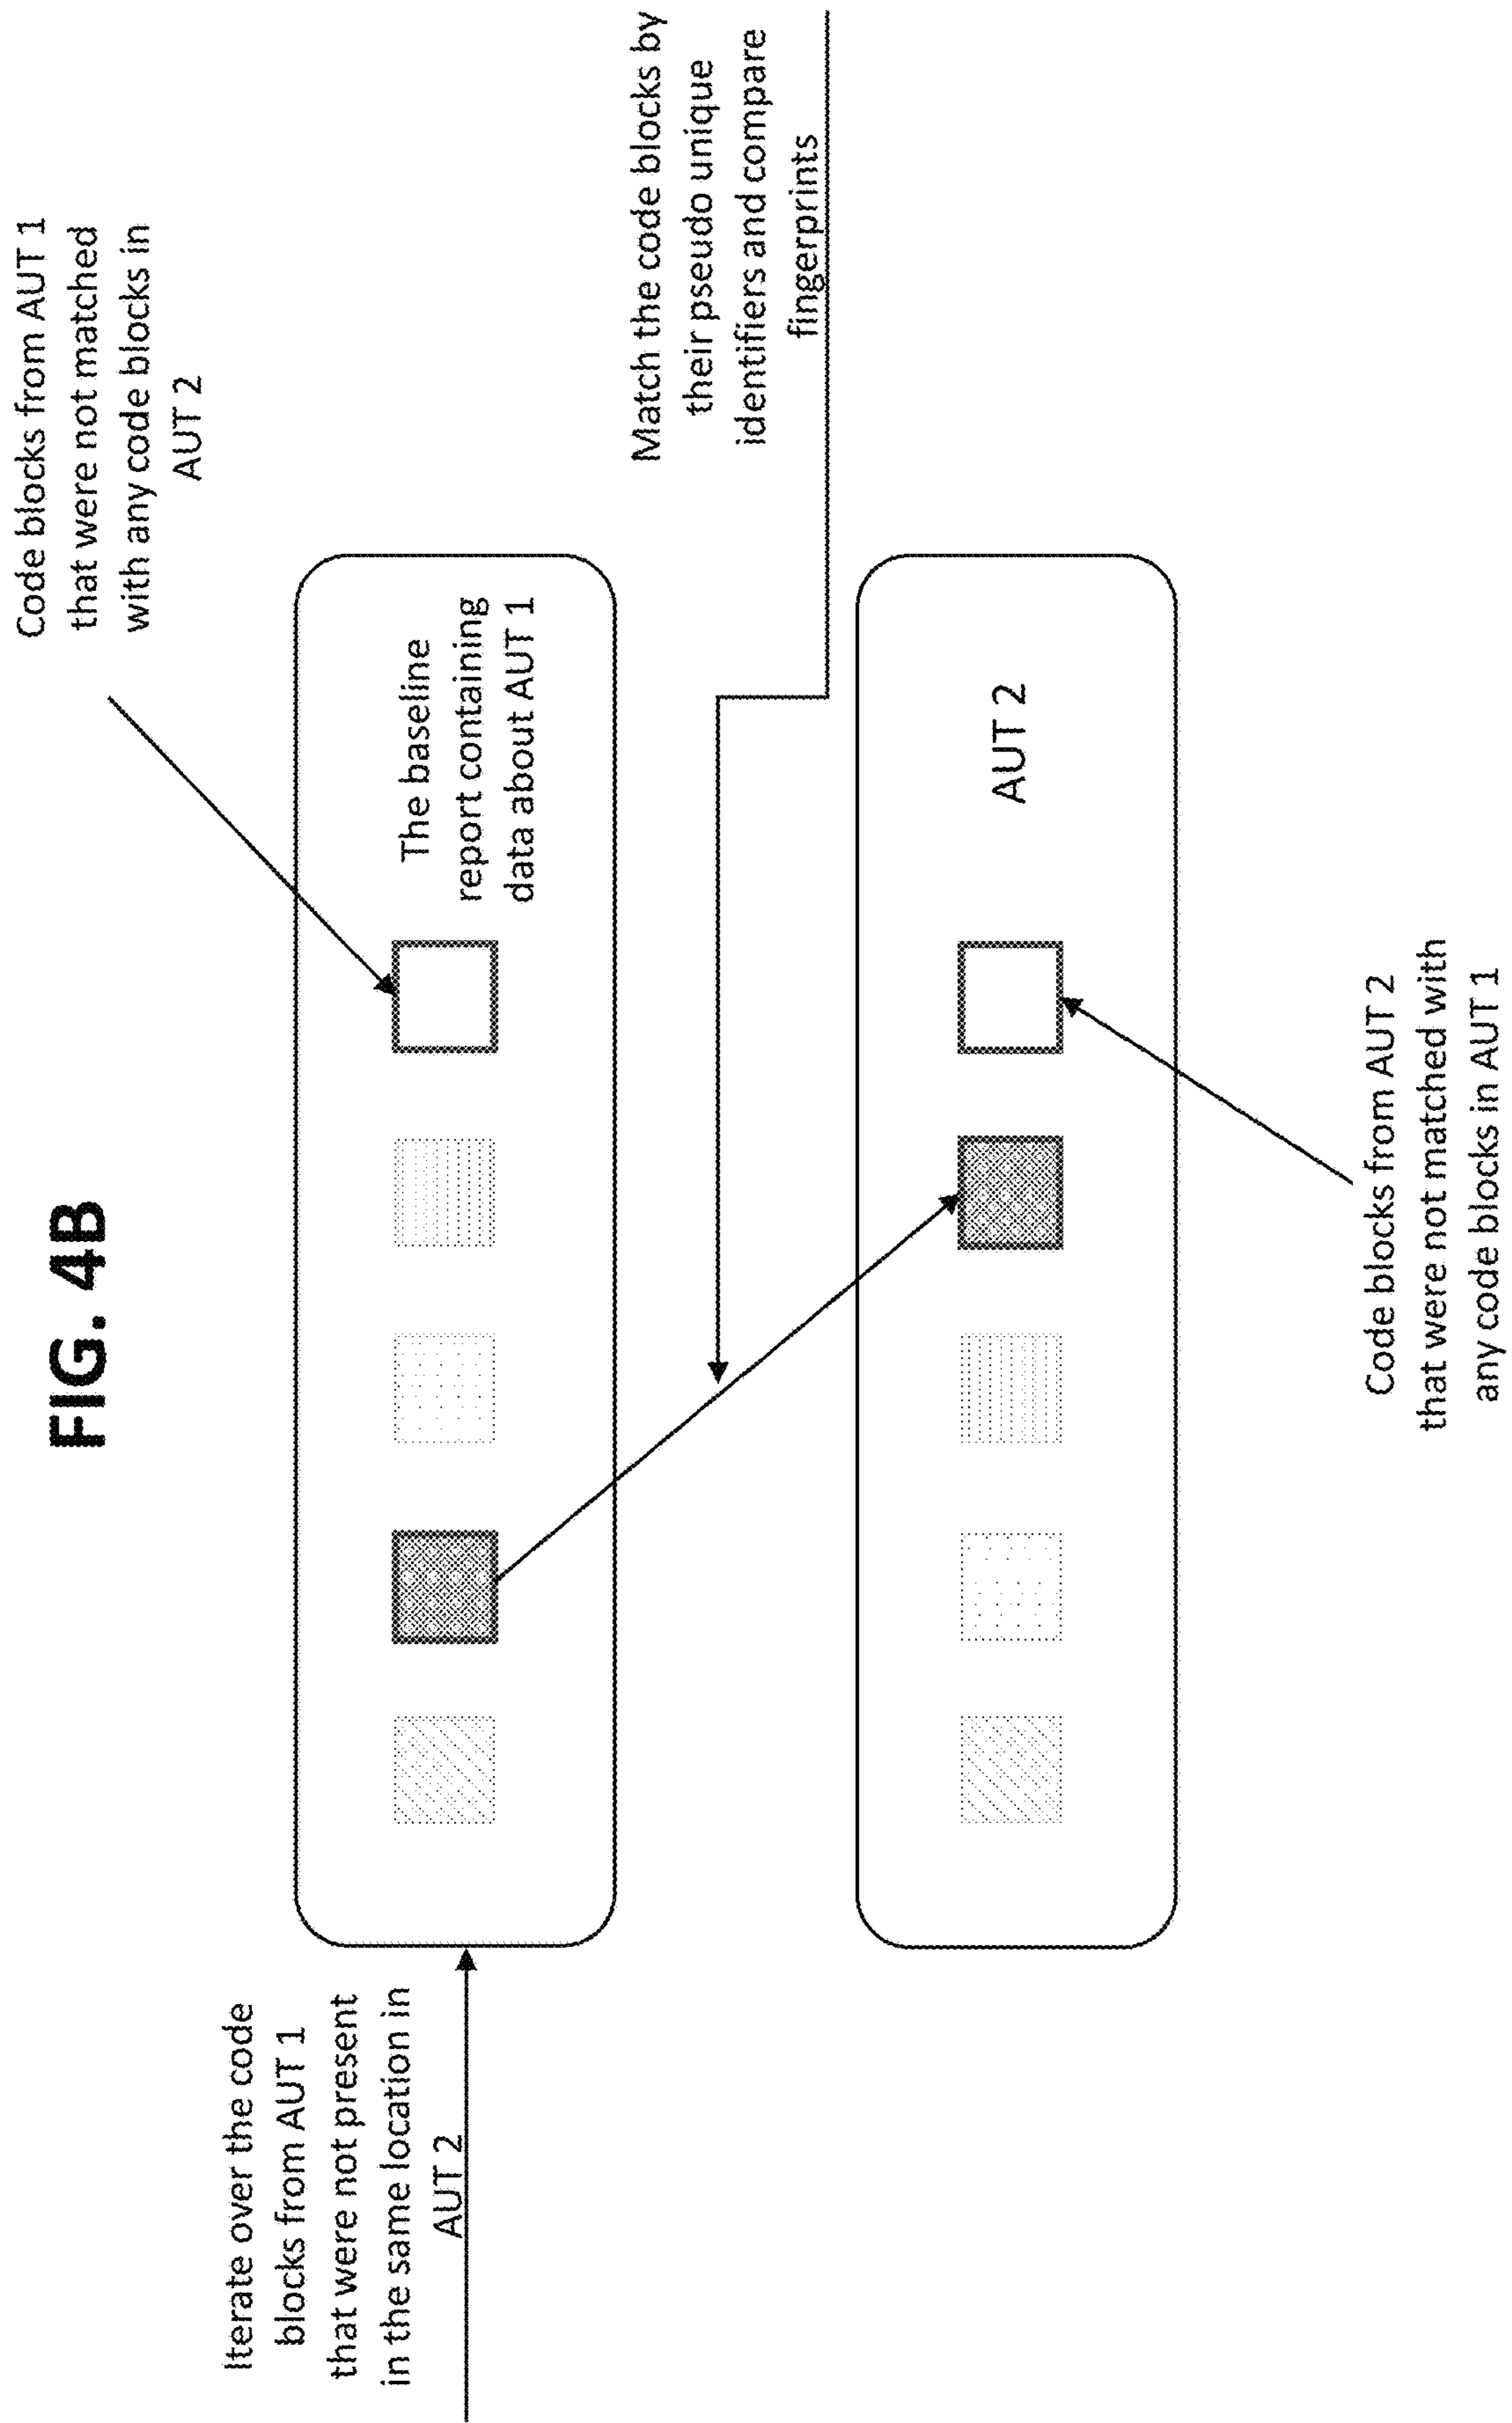 FIG. 4B
Code blocks from AUT 1
that were not matched
with any code blocks in
AUT 2
Iterate over the code
blocks from AUT 1
that were not present
in the same location in
AUT 2
The baseline
report containing
data about AUT 1
Match the code blocks by
their pseudo unique
identifiers and compare
fingerprints
AUT 2
Code blocks from AUT 2
that were not matched with
any code blocks in AUT 1